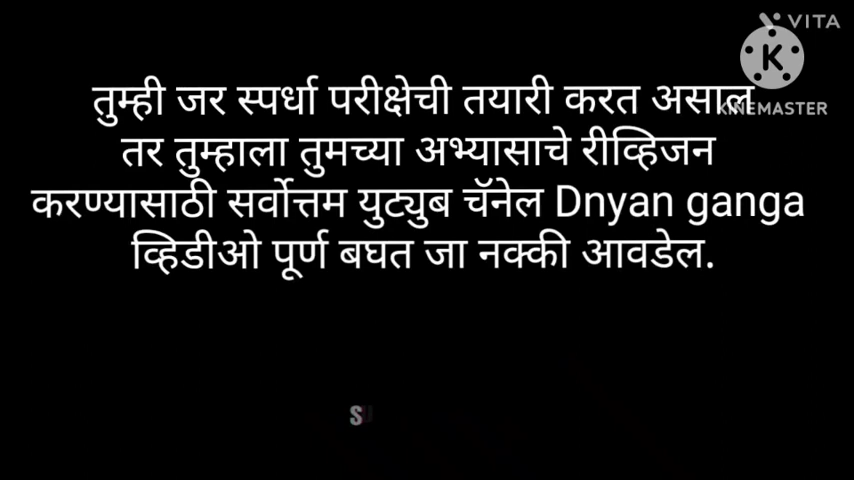 VITA
K
KINEMASTER
तुम्ही जर स्पर्धा परीक्षेची तयारी करत असाल
तर तुम्हाला तुमच्या अभ्यासाचे रीव्हिजन
करण्यासाठी सर्वोत्तम युट्युब चॅनेल Dnyan ganga
व्हिडीओ पूर्ण बघत जा नक्की आवडेल.
SU